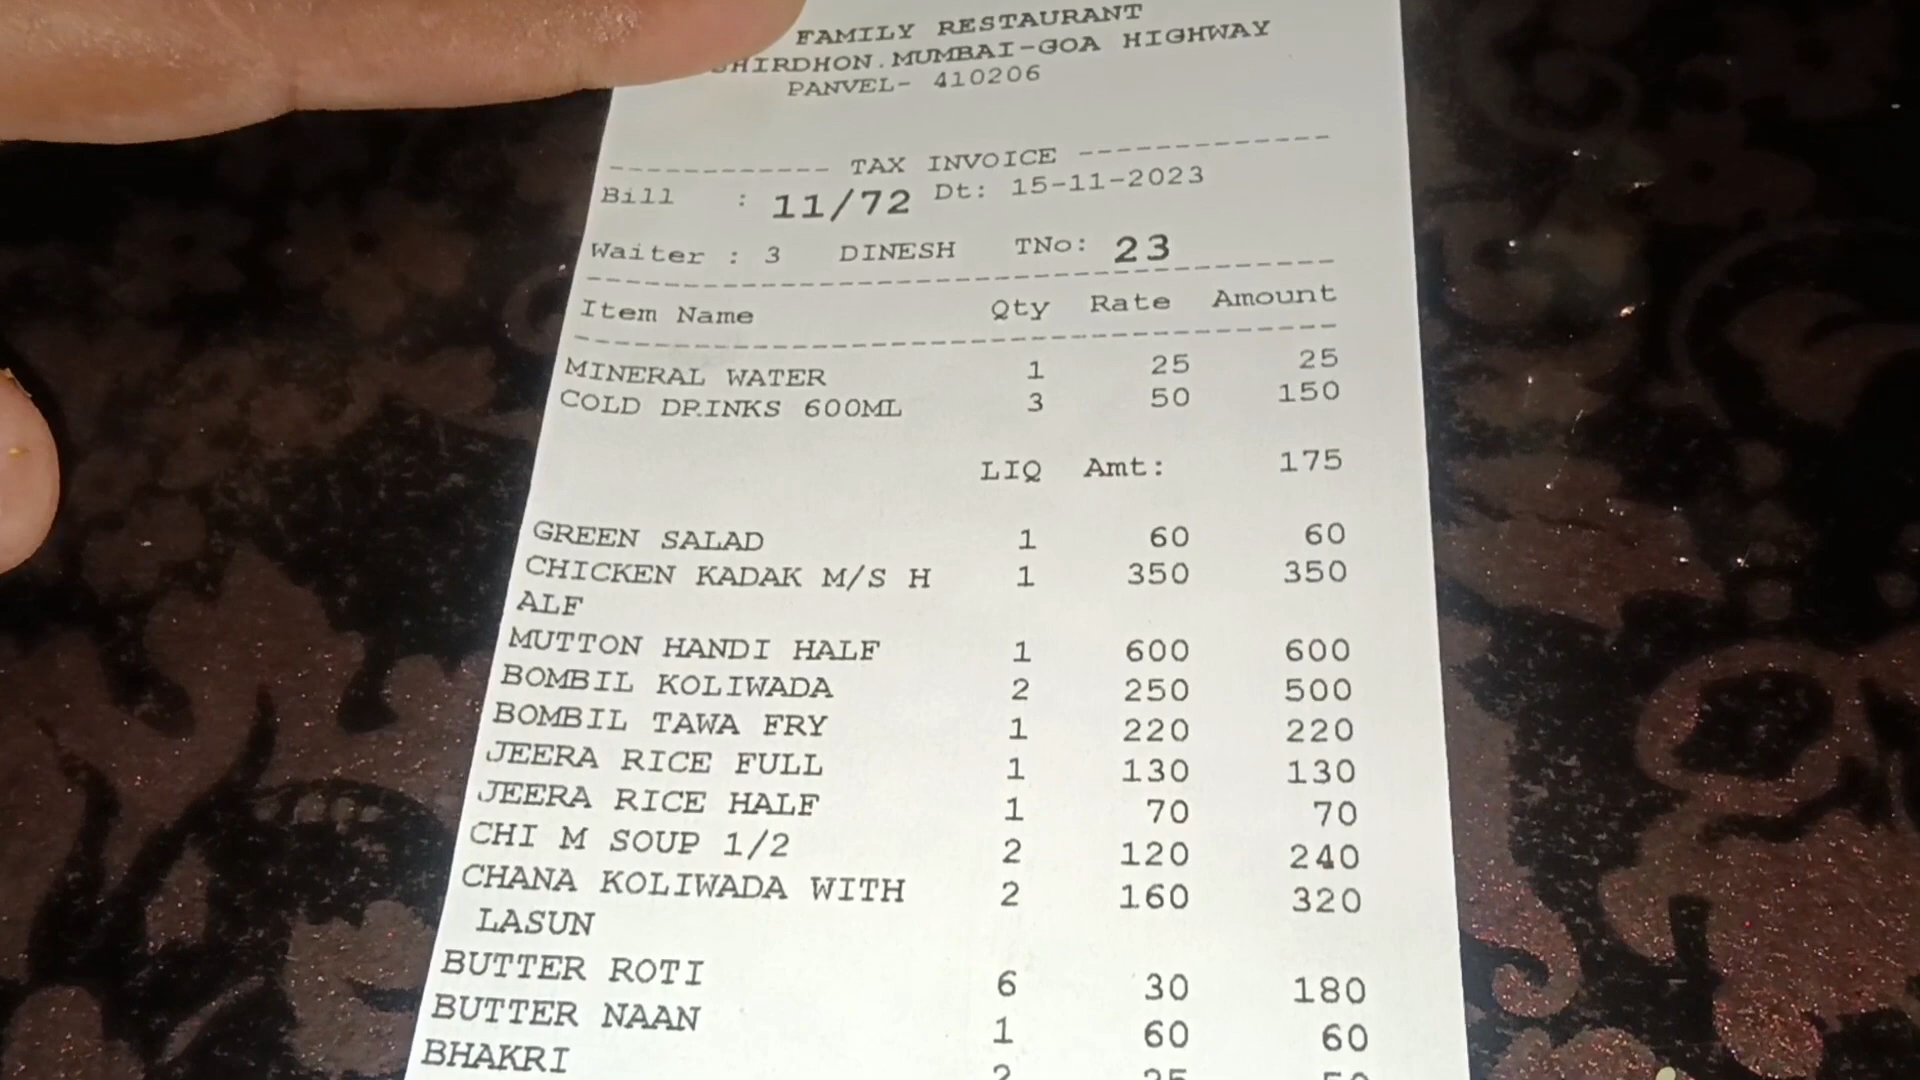 FAMILY RESTAURANT
SHIRDHON.MUMBAI-GOA HIGHWAY
PANVEL- 410206
------------ TAX INVOICE --------------
Bill : 11/72 Dt: 15-11-2023
Waiter : 3 DINESH TNo: 23
Item Name Qty Rate Amount
MINERAL WATER 1 25 25
COLD DRINKS 600ML 3 50 150
LIQ Amt: 175
GREEN SALAD 1 60 60
CHICKEN KADAK M/S H 1 350 350
ALF
MUTTON HANDI HALF 1 600 600
BOMBIL KOLIWADA 2 250 500
BOMBIL TAWA FRY 1 220 220
JEERA RICE FULL 1 130 130
JEERA RICE HALF 1 70 70
CHI M SOUP 1/2 2 120 240
CHANA KOLIWADA WITH 2 160 320
LASUN
BUTTER ROTI 6 30 180
BUTTER NAAN 1 60 60
BHAKRI